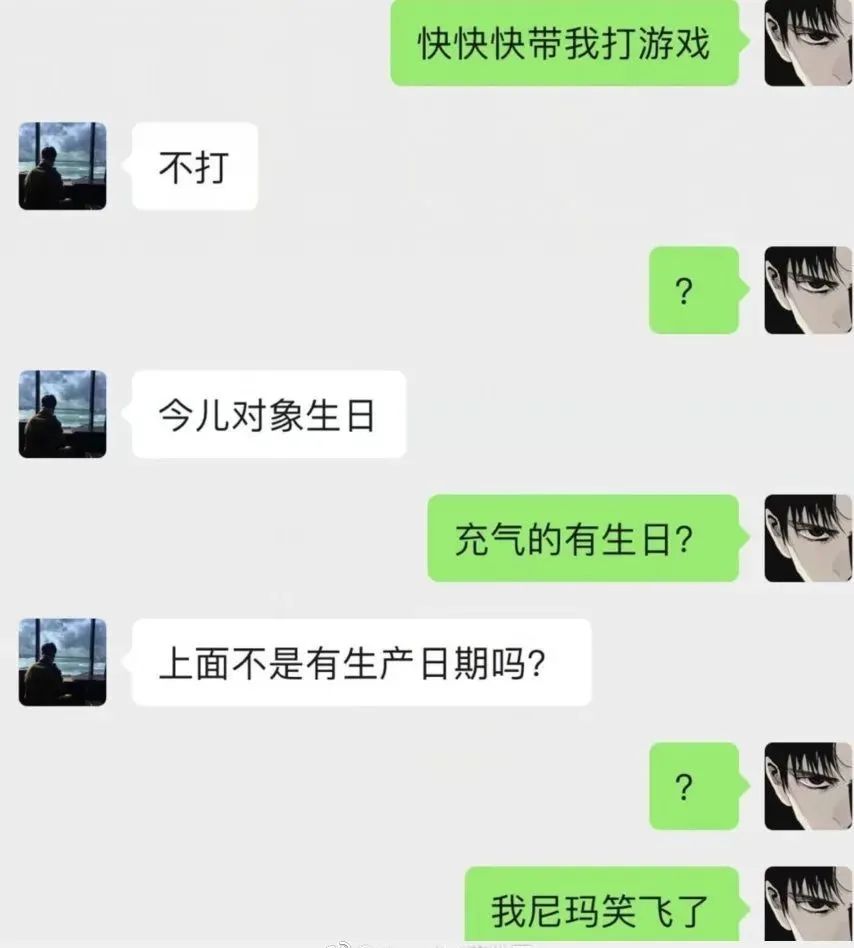 快快快带我打游戏
不打
?
今儿对象生日
充气的有生日?
上面不是有生产日期吗?
?
我尼玛笑飞了